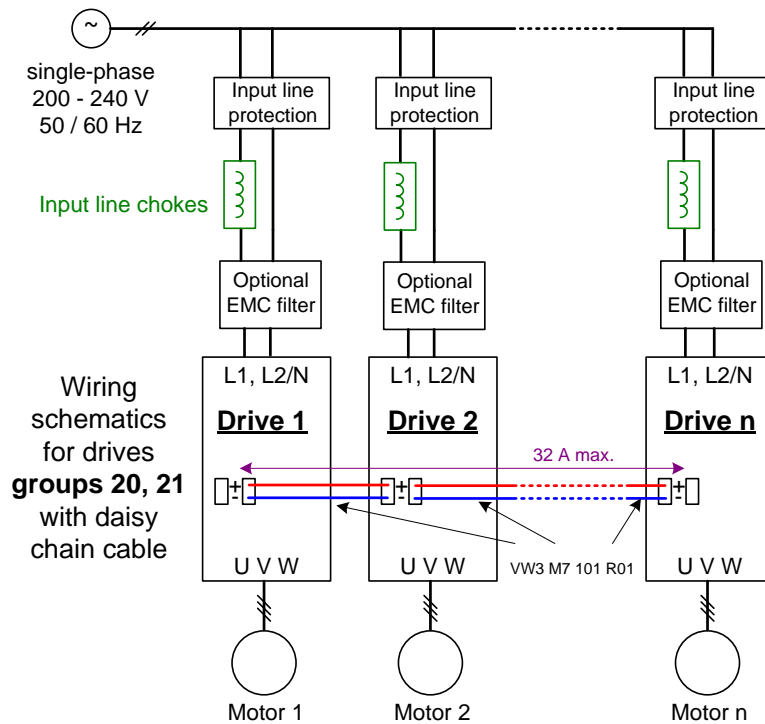 ~
single-phase
200 - 240 V
50 / 60 Hz
Input line
protection
Input line
protection
Input line
protection
Input line chokes
Optional
EMC filter
Optional
EMC filter
Optional
EMC filter
Wiring
schematics
for drives
groups 20, 21
with daisy
chain cable
L1, L2/N
Drive 1
L1, L2/N
Drive 2
L1, L2/N
Drive n
32 A max.
+
-
+
-
+
-
VW3 M7 101 R01
U V W
U V W
U V W
Motor 1
Motor 2
Motor n